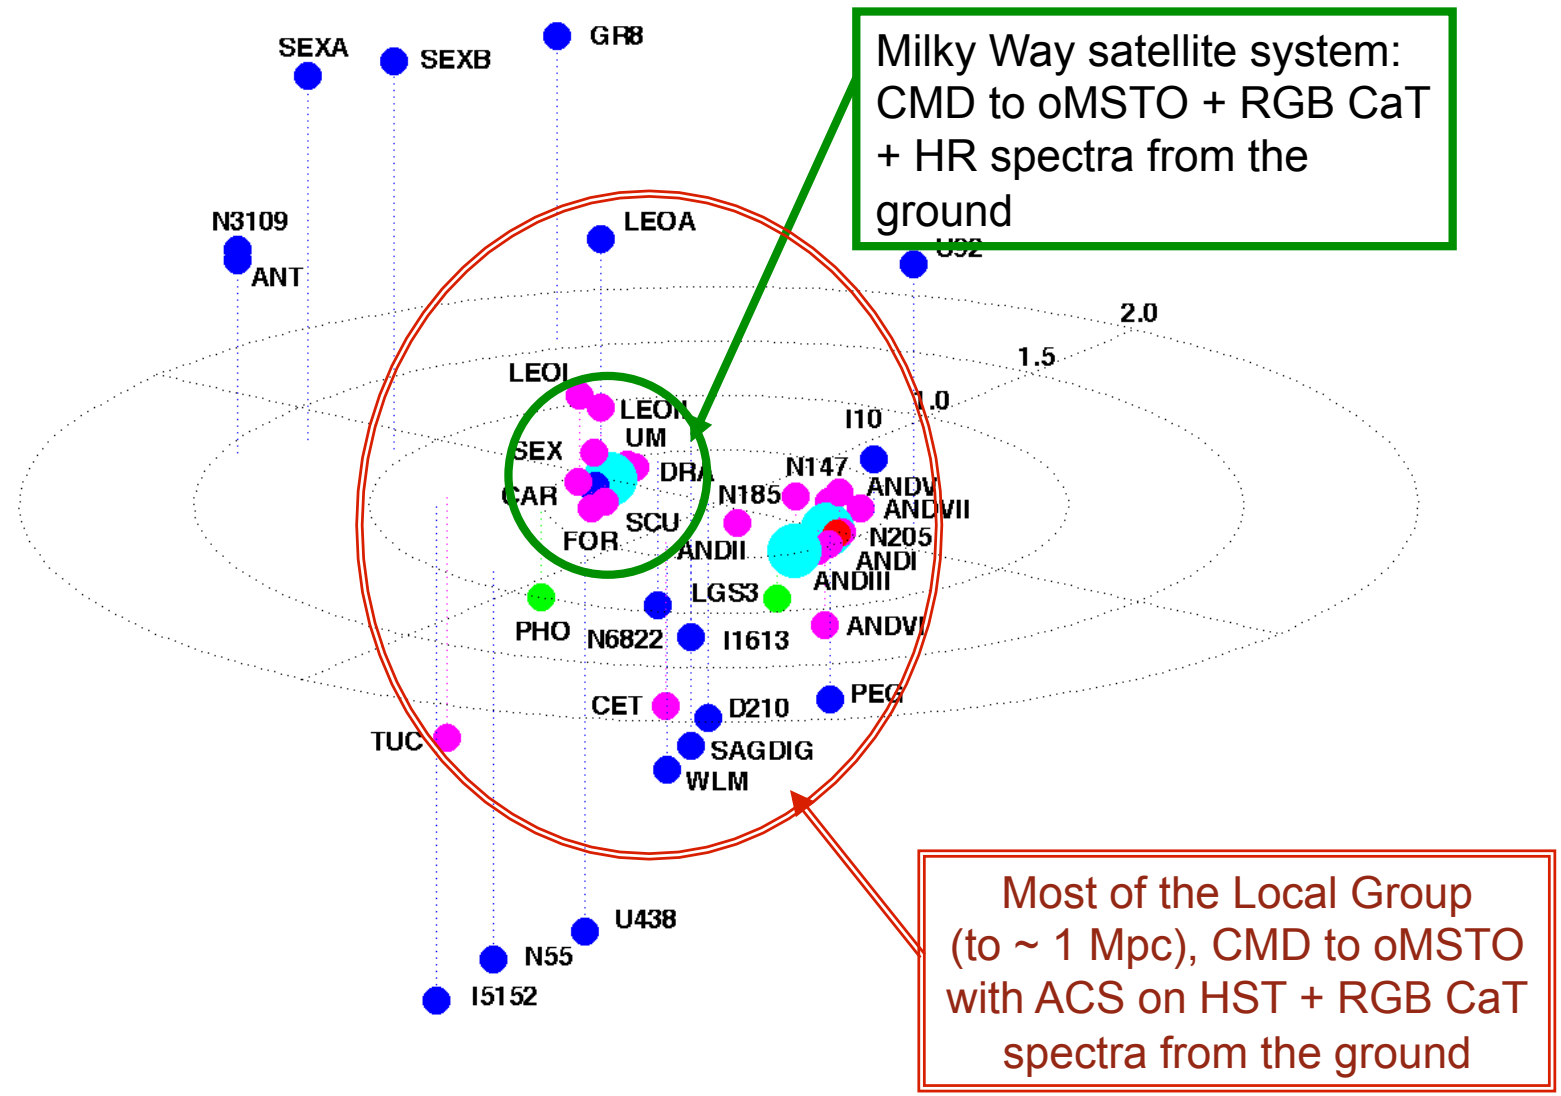 GR8
SEXA
SEXB
Milky Way satellite system:
CMD to oMSTO + RGB CaT
+ HR spectra from the
ground
N3109
ANT
LEOA
U92
2.0
1.5
1.0
LEOI
LEOII
I10
SEX
UM
DRA
N147
ANDV
CAR
N185
ANDVII
SCU
FOR
ANDII
N205
ANDI
ANDIII
LGS3
PHO
N6822
I1613
ANDVI
CET
D210
PEG
TUC
SAGDIG
WLM
U438
N55
I5152
Most of the Local Group
(to ~ 1 Mpc), CMD to oMSTO
with ACS on HST + RGB CaT
spectra from the ground